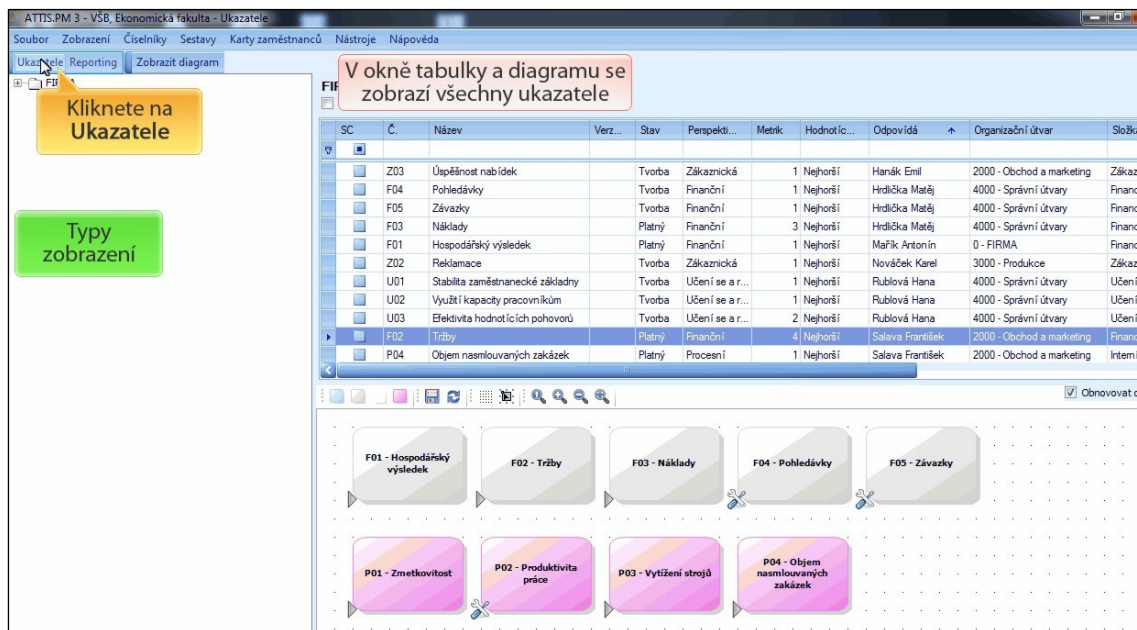 ATTIS.PM 3 - VŠB, Ekonomická fakulta - Ukazatele
Soubor Zobrazení Číselníky Sestavy Karty zaměstnanců Nástroje Nápověda
Ukazatele Reporting Zobrazit diagram
V okně tabulky a diagramu se
zobrazí všechny ukazatele
Kliknete na
Ukazatele
Typy
zobrazení
SC Č. Název Verz... Stav Perspekti... Metrik Hodnotíc... Odpovídá Organizační útvar
Z03 Úspěšnost nabídek Tvorba Zákaznická 1 Nejhorší Hanák Emil 2000 - Obchod a marketing
F04 Pohledávky Tvorba Finanční 1 Nejhorší Hrdlička Matěj 4000 - Správní útvary
F05 Závazky Tvorba Finanční 1 Nejhorší Hrdlička Matěj 4000 - Správní útvary
F03 Náklady Platný Finanční 3 Nejhorší Hrdlička Matěj 4000 - Správní útvary
F01 Hospodářský výsledek Platný Finanční 1 Nejhorší Mařík Antonín 0 - FIRMA
Z02 Reklamace Tvorba Zákaznická 1 Nejhorší Nováček Karel 3000 - Produkce
U01 Stabilita zaměstnanecké základny Tvorba Učení se a r... 1 Nejhorší Rublová Hana 4000 - Správní útvary
U02 Využití kapacity pracovníkům Tvorba Učení se a r... 1 Nejhorší Rublová Hana 4000 - Správní útvary
U03 Efektivita hodnotících pohovorů Tvorba Učení se a r... 2 Nejhorší Rublová Hana 4000 - Správní útvary
F02 Tržby Platný Finanční 4 Nejhorší Salava František 2000 - Obchod a marketing
P04 Objem nasmlouvaných zakázek Platný Procesní 1 Nejhorší Salava František 2000 - Obchod a marketing
Obnovovat
F01 - Hospodářský
výsledek
F02 - Tržby
F03 - Náklady
F04 - Pohledávky
F05 - Závazky
P01 - Zmetkovitost
P02 - Produktivita
práce
P03 - Vytížení strojů
P04 - Objem
nasmlouvaných
zakázek